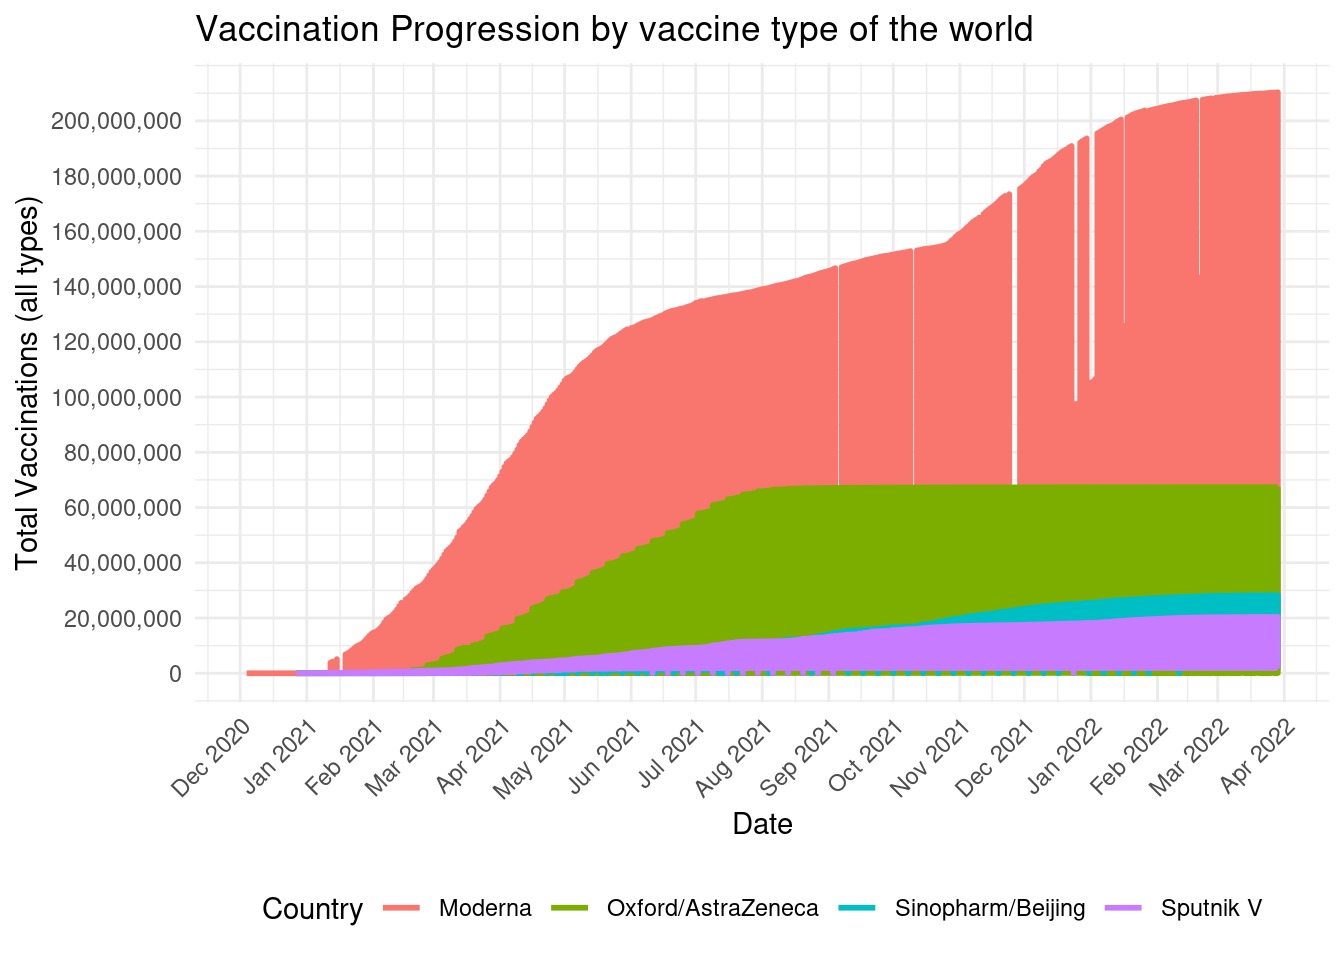 Vaccination Progression by vaccine type of the world
Total Vaccinations (all types)
200,000,000
180,000,000
160,000,000
140,000,000
120,000,000
100,000,000
80,000,000
60,000,000
40,000,000
20,000,000
0
Dec 2020
Jan 2021
Feb 2021
Mar 2021
Apr 2021
May 2021
Jun 2021
Jul 2021
Aug 2021
Sep 2021
Oct 2021
Nov 2021
Dec 2021
Jan 2022
Feb 2022
Mar 2022
Apr 2022
Date
Country Moderna Oxford/AstraZeneca Sinopharm/Beijing Sputnik V